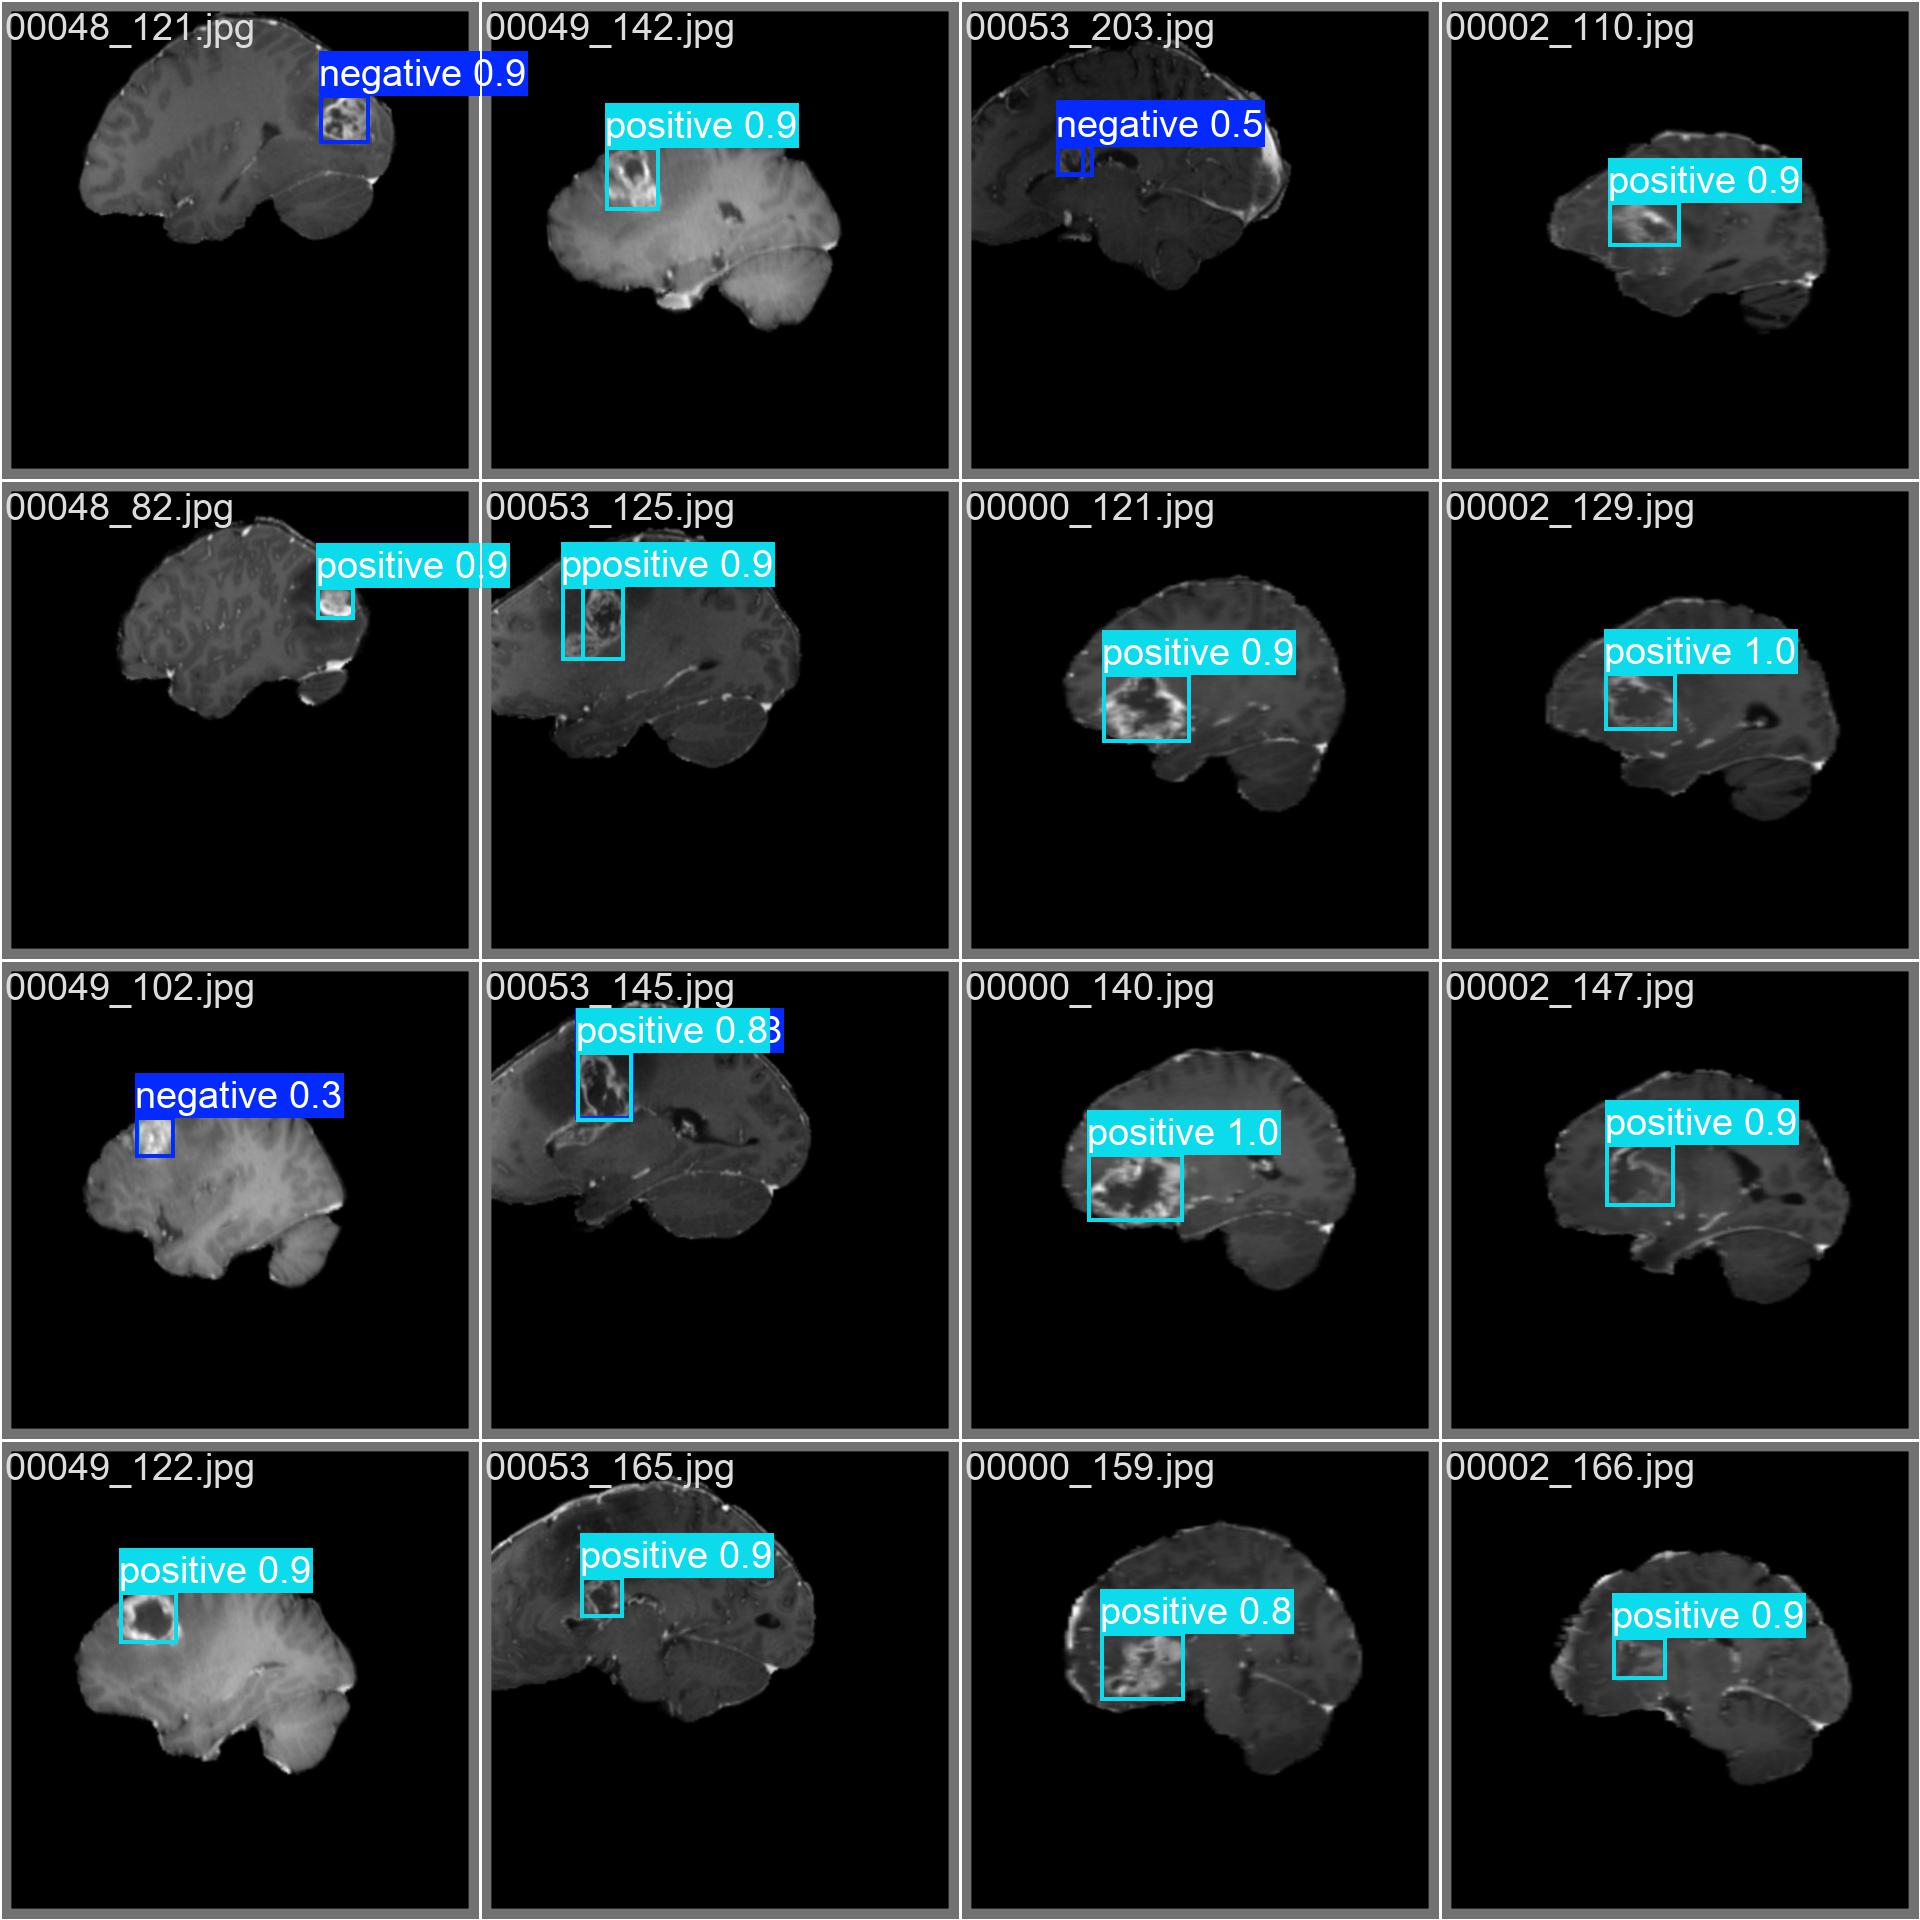 00048_121.jpg
negative 0.9
00049_142.jpg
positive 0.9
00053_203.jpg
negative 0.5
00002_110.jpg
positive 0.9
00048_82.jpg
positive 0.9
00053_125.jpg
ppositive 0.9
00000_121.jpg
positive 0.9
00002_129.jpg
positive 1.0
00049_102.jpg
negative 0.3
00053_145.jpg
positive 0.83
00000_140.jpg
positive 1.0
00002_147.jpg
positive 0.9
00049_122.jpg
positive 0.9
00053_165.jpg
positive 0.9
00000_159.jpg
positive 0.8
00002_166.jpg
positive 0.9